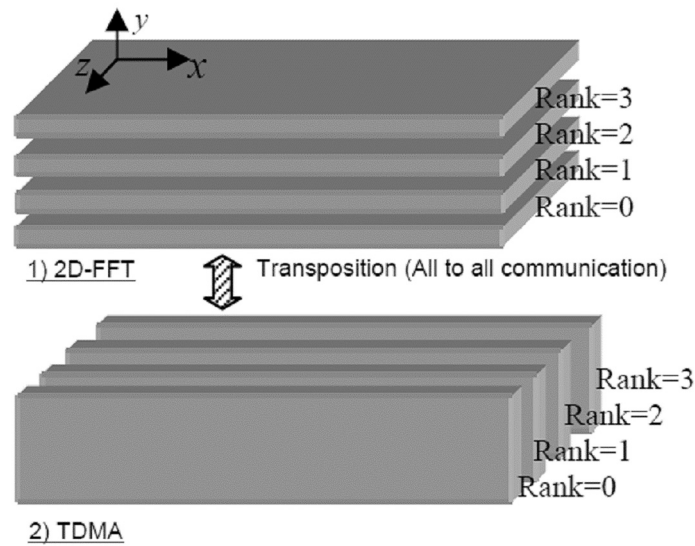 y
z
x
Rank=3
Rank=2
Rank=1
Rank=0
1) 2D-FFT
Transposition (All to all communication)
Rank=3
Rank=2
Rank=1
Rank=0
2) TDMA